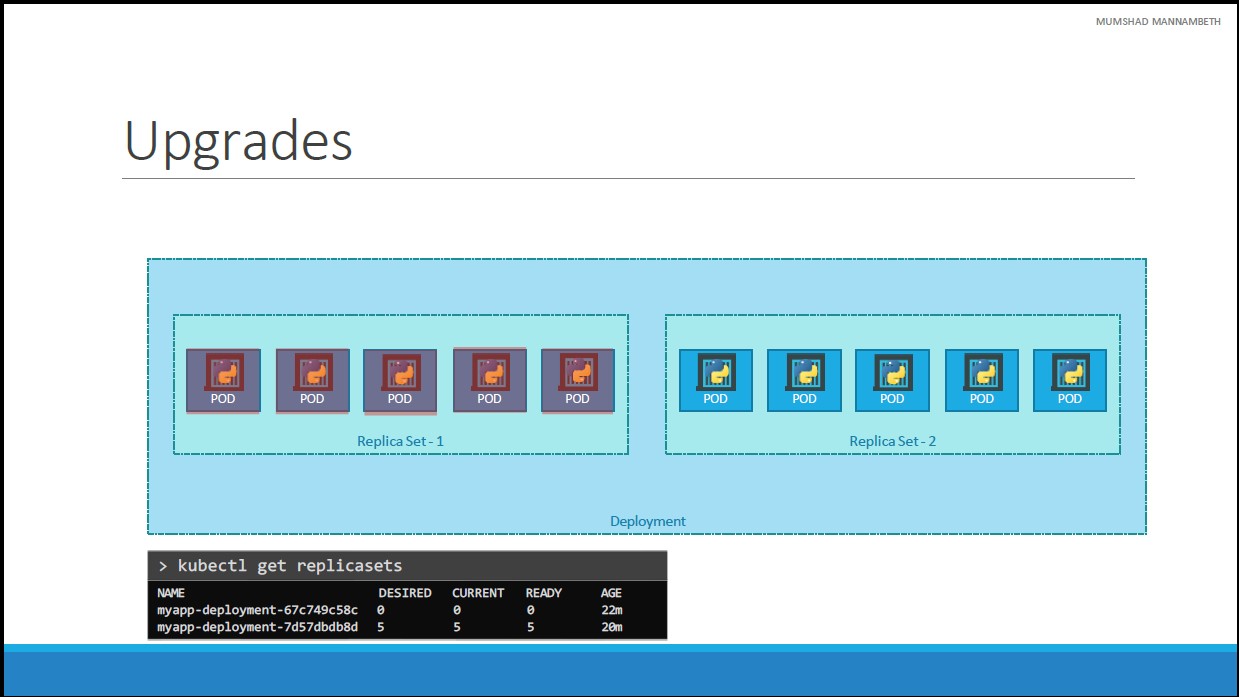 MUMSHAD MANNAMBETH
Upgrades
POD POD POD POD POD POD POD POD POD POD
Replica Set - 1 Replica Set - 2
Deployment
> kubectl get replicasets
NAME DESIRED CURRENT READY AGE
myapp-deployment-67c749c58c 0 0 0 22m
myapp-deployment-7d57dbdb8d 5 5 5 20m